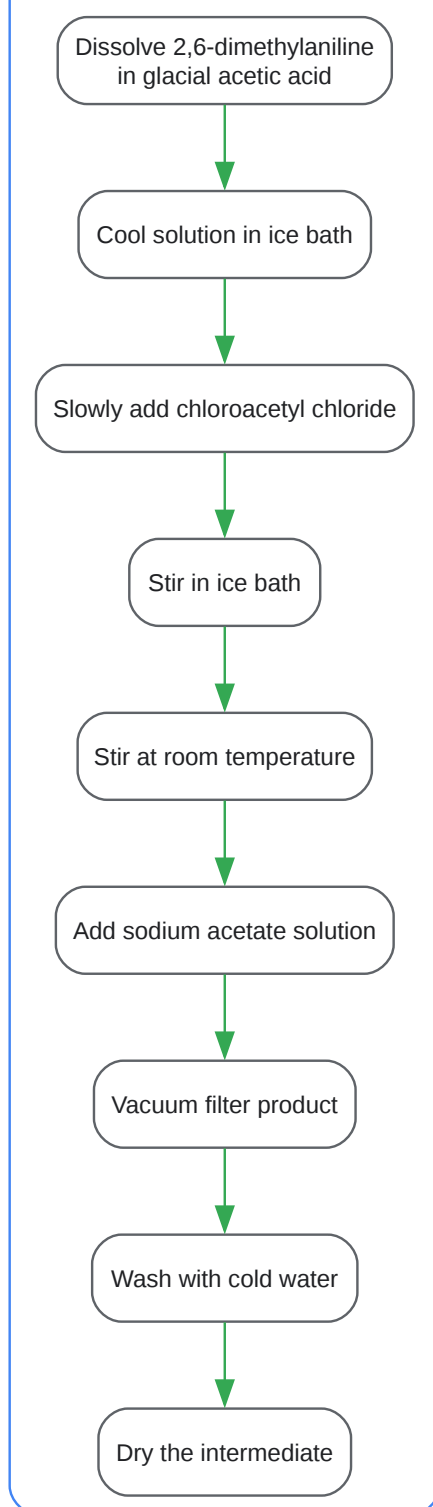 Dissolve 2,6-dimethylaniline
in glacial acetic acid
Cool solution in ice bath
Slowly add chloroacetyl chloride
Stir in ice bath
Stir at room temperature
Add sodium acetate solution
Vacuum filter product
Wash with cold water
Dry the intermediate